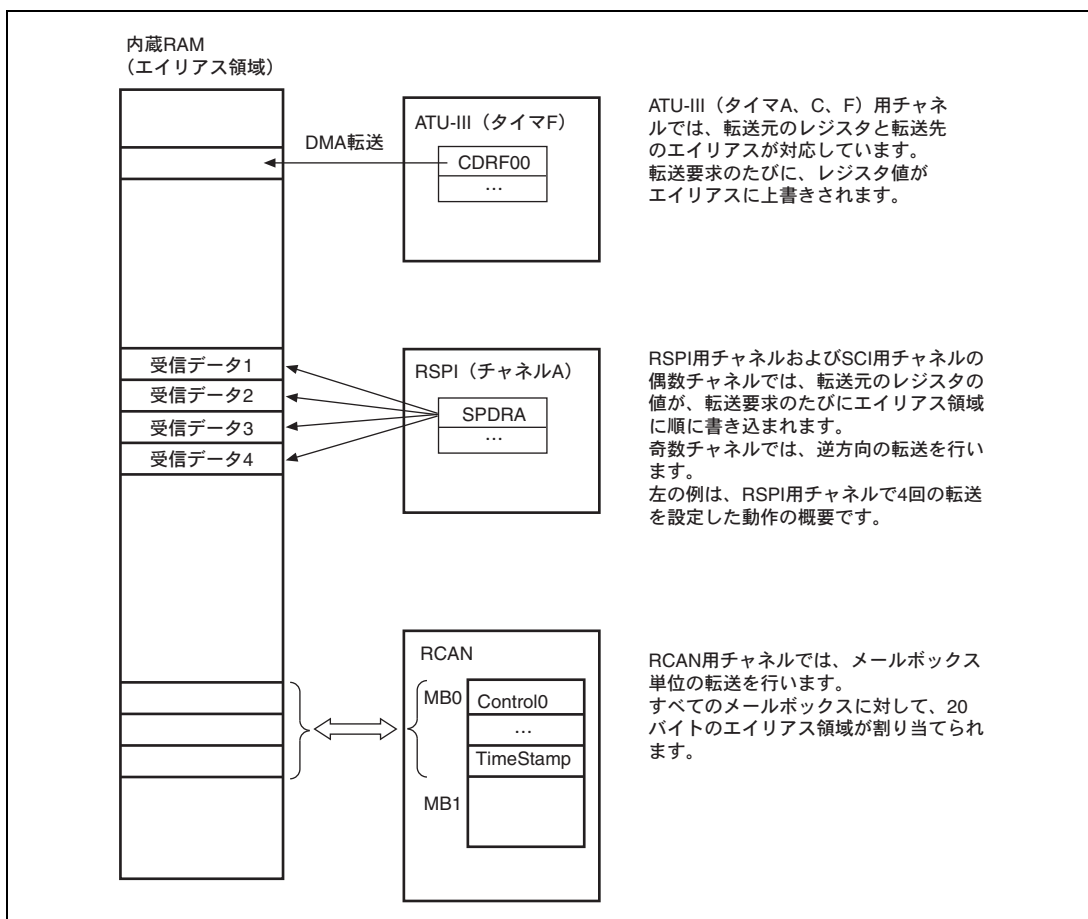 内蔵RAM
（エイリアス領域）
DMA転送
ATU-III（タイマF）
CDRF00
…
ATU-III（タイマA、C、F）用チャネ
ルでは、転送元のレジスタと転送先
のエイリアスが対応しています。
転送要求のたびに、レジスタ値が
エイリアスに上書きされます。
受信データ1
受信データ2
受信データ3
受信データ4
RSPI（チャネルA）
SPDRA
…
RSPI用チャネルおよびSCI用チャネルの
偶数チャネルでは、転送元のレジスタの
値が、転送要求のたびにエイリアス領域
に順に書き込まれます。
奇数チャネルでは、逆方向の転送を行い
ます。
左の例は、RSPI用チャネルで4回の転送
を設定した動作の概要です。
RCAN
MB0
Control0
…
TimeStamp
MB1
RCAN用チャネルでは、メールボックス
単位の転送を行います。
すべてのメールボックスに対して、20
バイトのエイリアス領域が割り当てられ
ます。